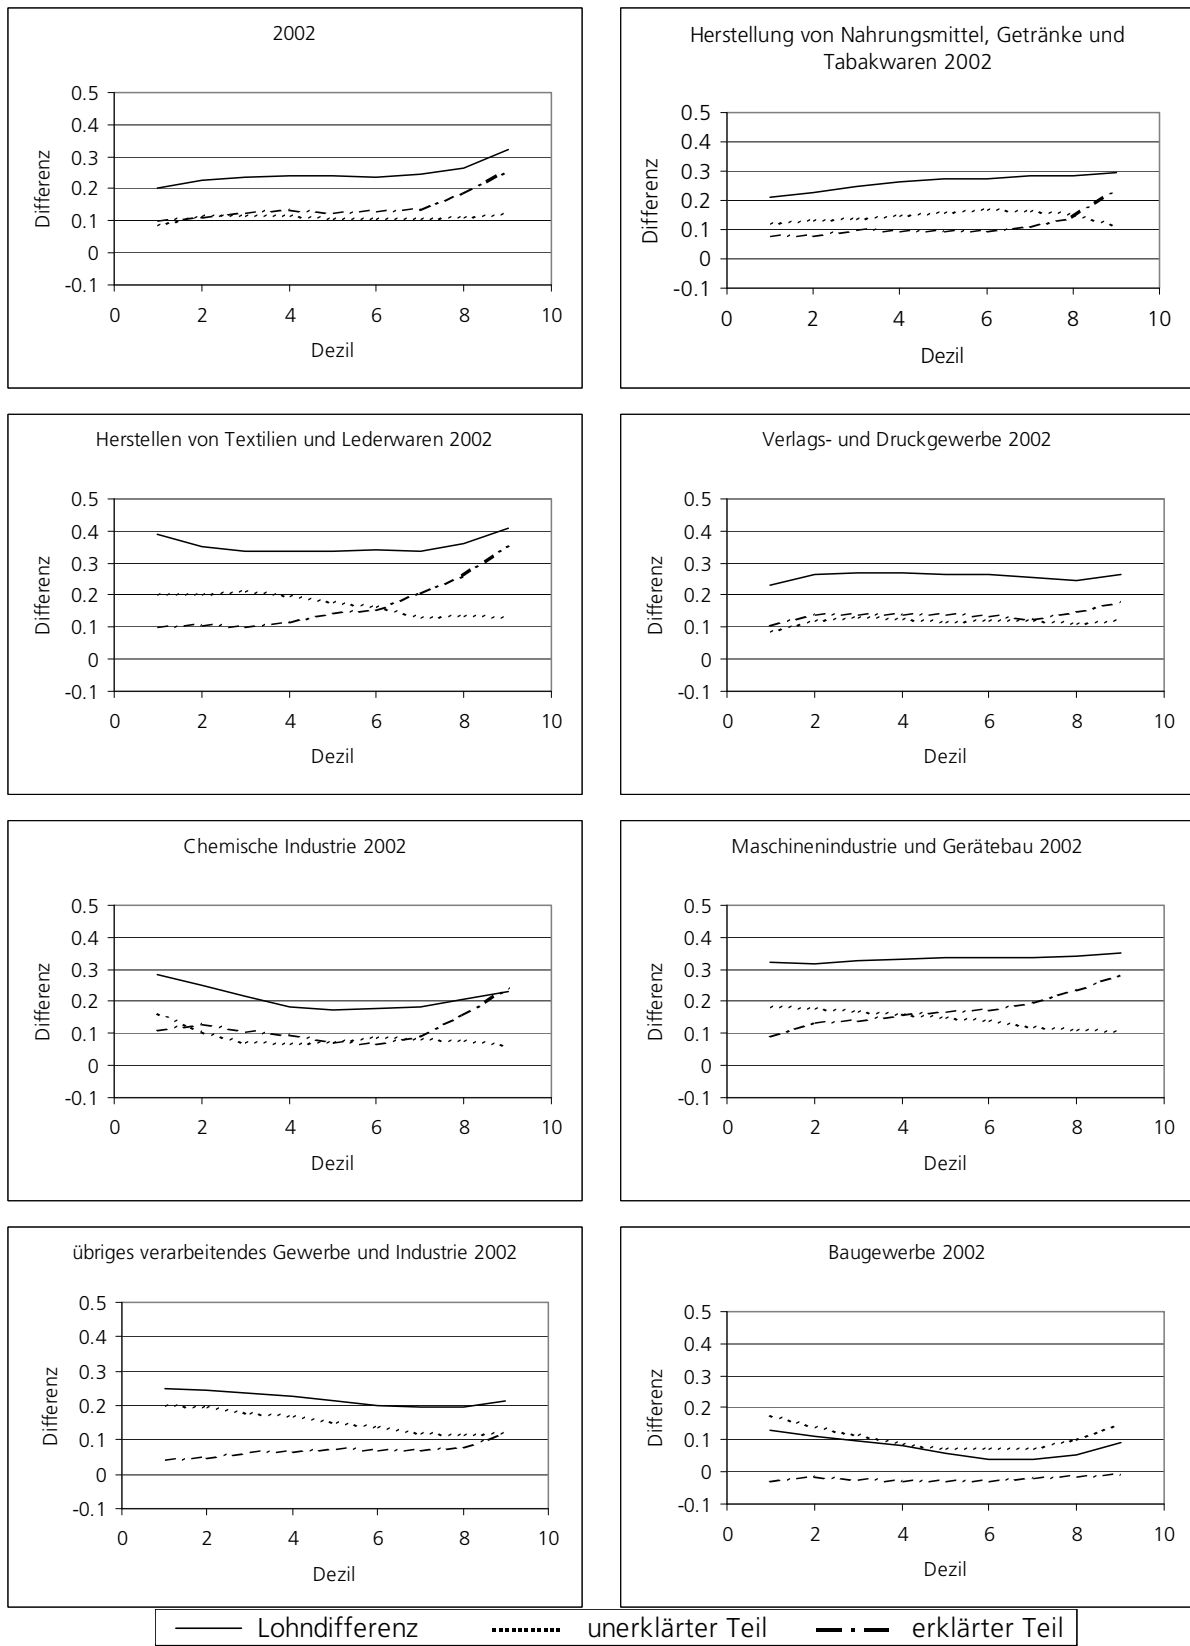 2002
0.5
0.4
0.3
0.2
0.1
0
-0.1
Differenz
0 2 4 6 8 10
Dezil
Herstellung von Nahrungsmittel, Getränke und
Tabakwaren 2002
0.5
0.4
0.3
0.2
0.1
0
-0.1
Differenz
0 2 4 6 8 10
Dezil
Herstellen von Textilien und Lederwaren 2002
0.5
0.4
0.3
0.2
0.1
0
-0.1
Differenz
0 2 4 6 8 10
Dezil
Verlags- und Druckgewerbe 2002
0.5
0.4
0.3
0.2
0.1
0
-0.1
Differenz
0 2 4 6 8 10
Dezil
Chemische Industrie 2002
0.5
0.4
0.3
0.2
0.1
0
-0.1
Differenz
0 2 4 6 8 10
Dezil
Maschinenindustrie und Gerätebau 2002
0.5
0.4
0.3
0.2
0.1
0
-0.1
Differenz
0 2 4 6 8 10
Dezil
übriges verarbeitendes Gewerbe und Industrie 2002
0.5
0.4
0.3
0.2
0.1
0
-0.1
Differenz
0 2 4 6 8 10
Dezil
Baugewerbe 2002
0.5
0.4
0.3
0.2
0.1
0
-0.1
Differenz
0 2 4 6 8 10
Dezil
Lohndifferenz unerklärter Teil erklärter Teil